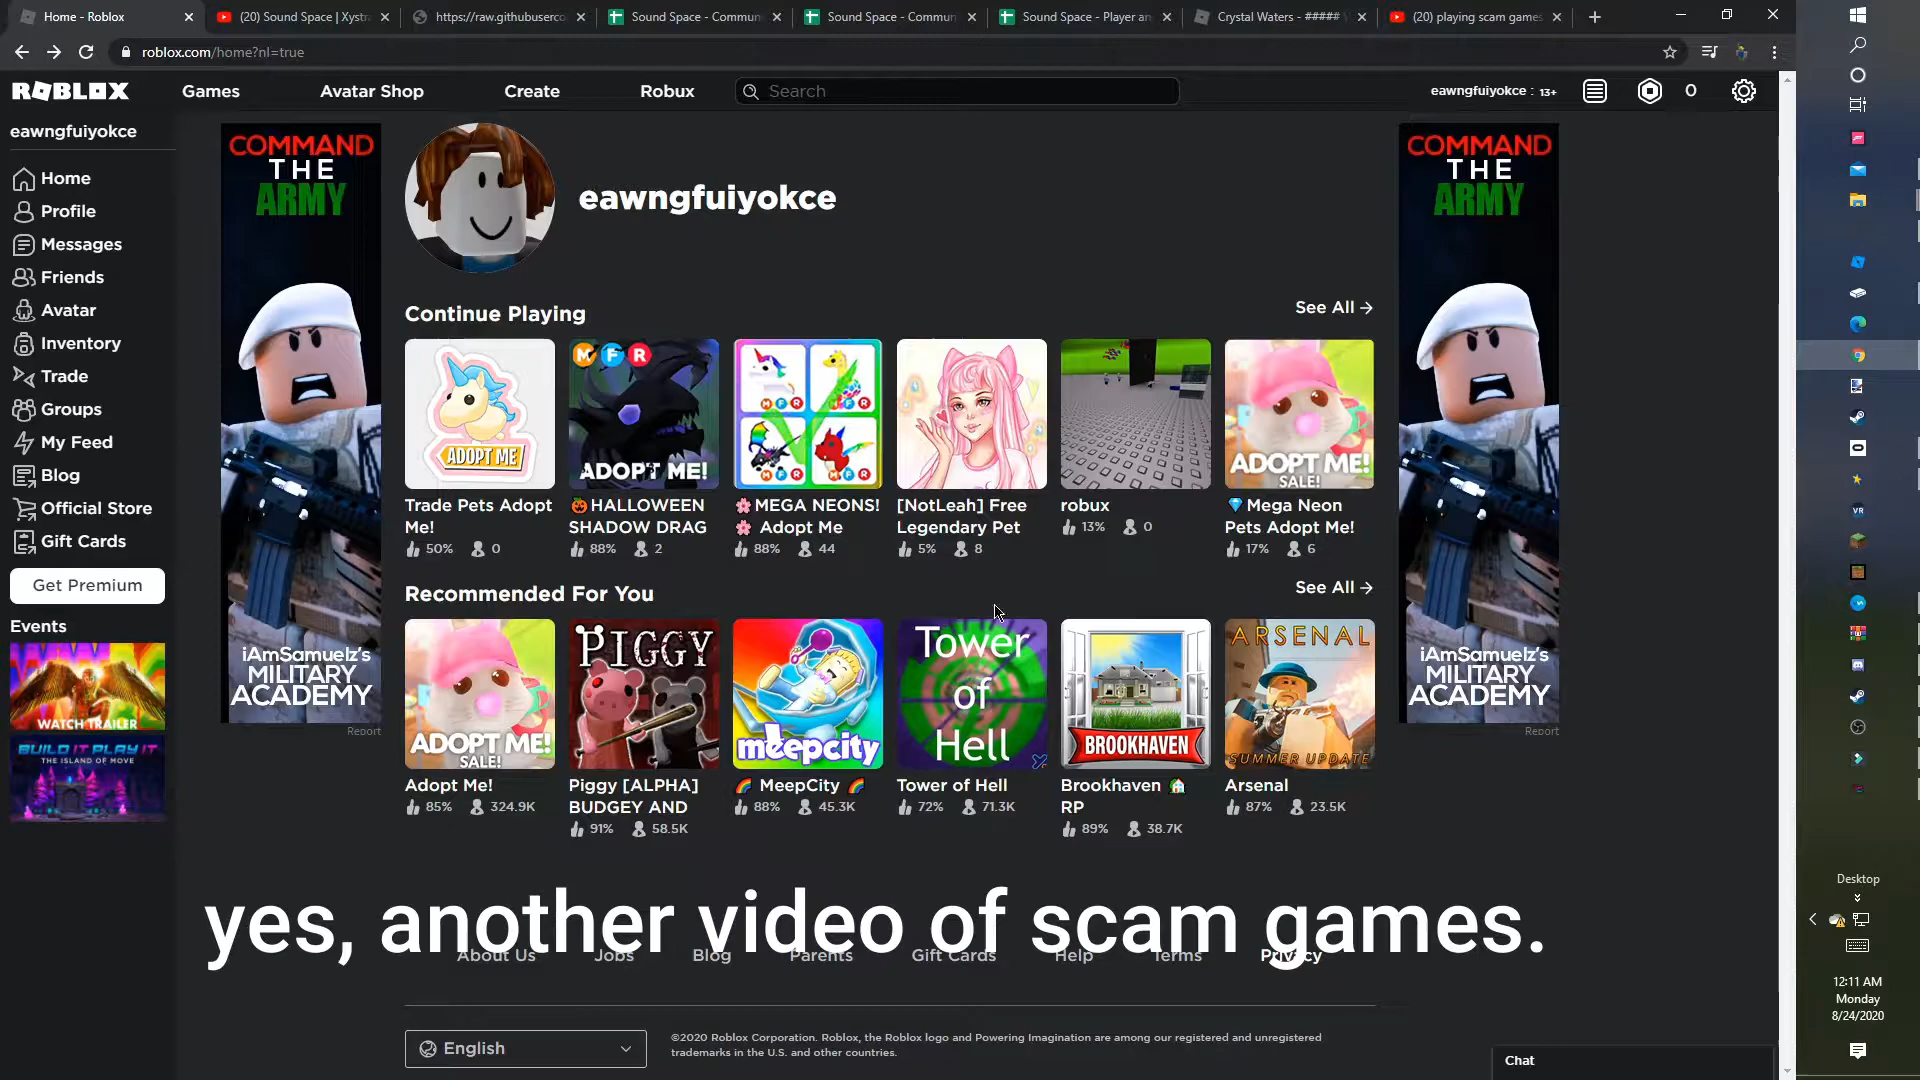 Home - Roblox
(20) Sound Space | Xystr
https://raw.githubuserco
Sound Space - Commun
Sound Space - Commun
Sound Space - Player an
Crystal Waters - #####
(20) playing scam games
roblox.com/home?nl=true
ROBLOX
Games
Avatar Shop
Create
Robux
Search
eawngfuiyokce : 13+
0
eawngfuiyokce
Home
Profile
Messages
Friends
Avatar
Inventory
Trade
Groups
My Feed
Blog
Official Store
Gift Cards
Get Premium
Events
WATCH TRAILER
BUILD IT PLAY IT
THE ISLAND OF MOVE
COMMAND
THE
ARMY
iAmSamuelz's
MILITARY
ACADEMY
Report
eawngfuiyokce
Continue Playing
See All
ADOPT ME
Trade Pets Adopt
Me!
50% 0
M F R
ADOPT ME!
🎃HALLOWEEN
SHADOW DRAG
88% 2
M F R
M F R
M F R
M F R
🌸MEGA NEONS!
🌸 Adopt Me
88% 44
[NotLeah] Free
Legendary Pet
5% 8
robux
13% 0
ADOPT ME!
SALE!
💎Mega Neon
Pets Adopt Me!
17% 6
Recommended For You
See All
ADOPT ME!
SALE!
Adopt Me!
85% 324.9K
PIGGY
Piggy [ALPHA]
BUDGEY AND
91% 58.5K
meepcity
🌈 MeepCity 🌈
88% 45.3K
Tower
of
Hell
Tower of Hell
72% 71.3K
BROOKHAVEN
Brookhaven 🏡
RP
89% 38.7K
ARSENAL
SUMMER UPDATE
Arsenal
87% 23.5K
COMMAND
THE
ARMY
iAmSamuelz's
MILITARY
ACADEMY
Report
yes, another video of scam games.
About Us
Jobs
Blog
Parents
Gift Cards
Help
Terms
Privacy
English
©2020 Roblox Corporation. Roblox, the Roblox logo and Powering Imagination are among our registered and unregistered
trademarks in the U.S. and other countries.
Chat
VR
Desktop
12:11 AM
Monday
8/24/2020